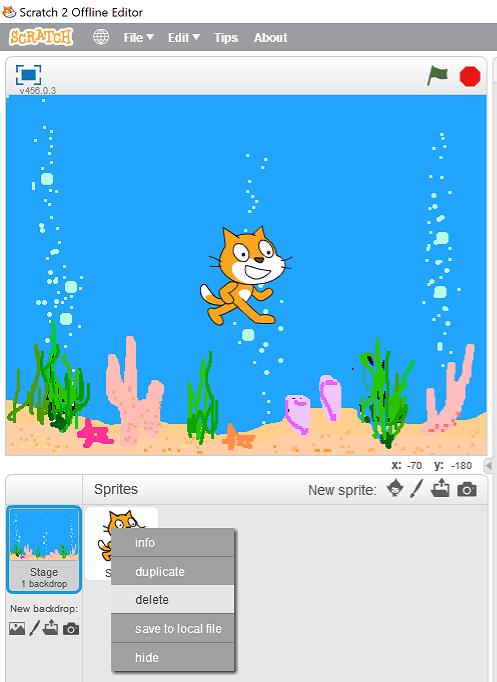 Scratch 2 Offline Editor
SCRATCH File Edit Tips About
v456.0.3
x: -70 y: -180
Sprites New sprite:
Stage
1 backdrop
New backdrop:
S
info
duplicate
delete
save to local file
hide